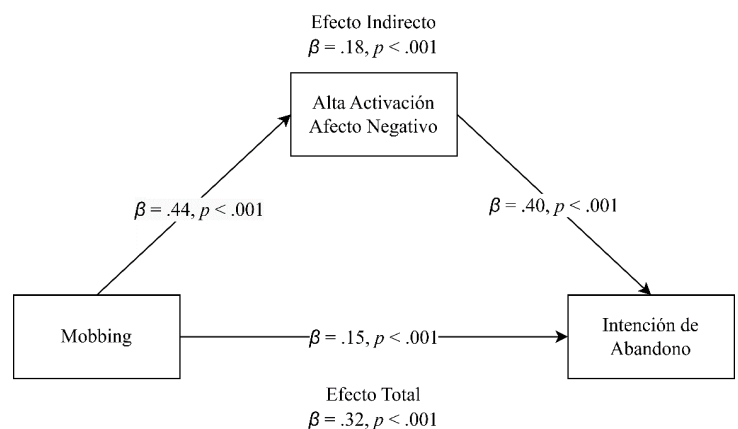 Efecto Indirecto
β = .18, p < .001
Alta Activación
Afecto Negativo
β = .44, p < .001
β = .40, p < .001
Mobbing
β = .15, p < .001
Intención de
Abandono
Efecto Total
β = .32, p < .001